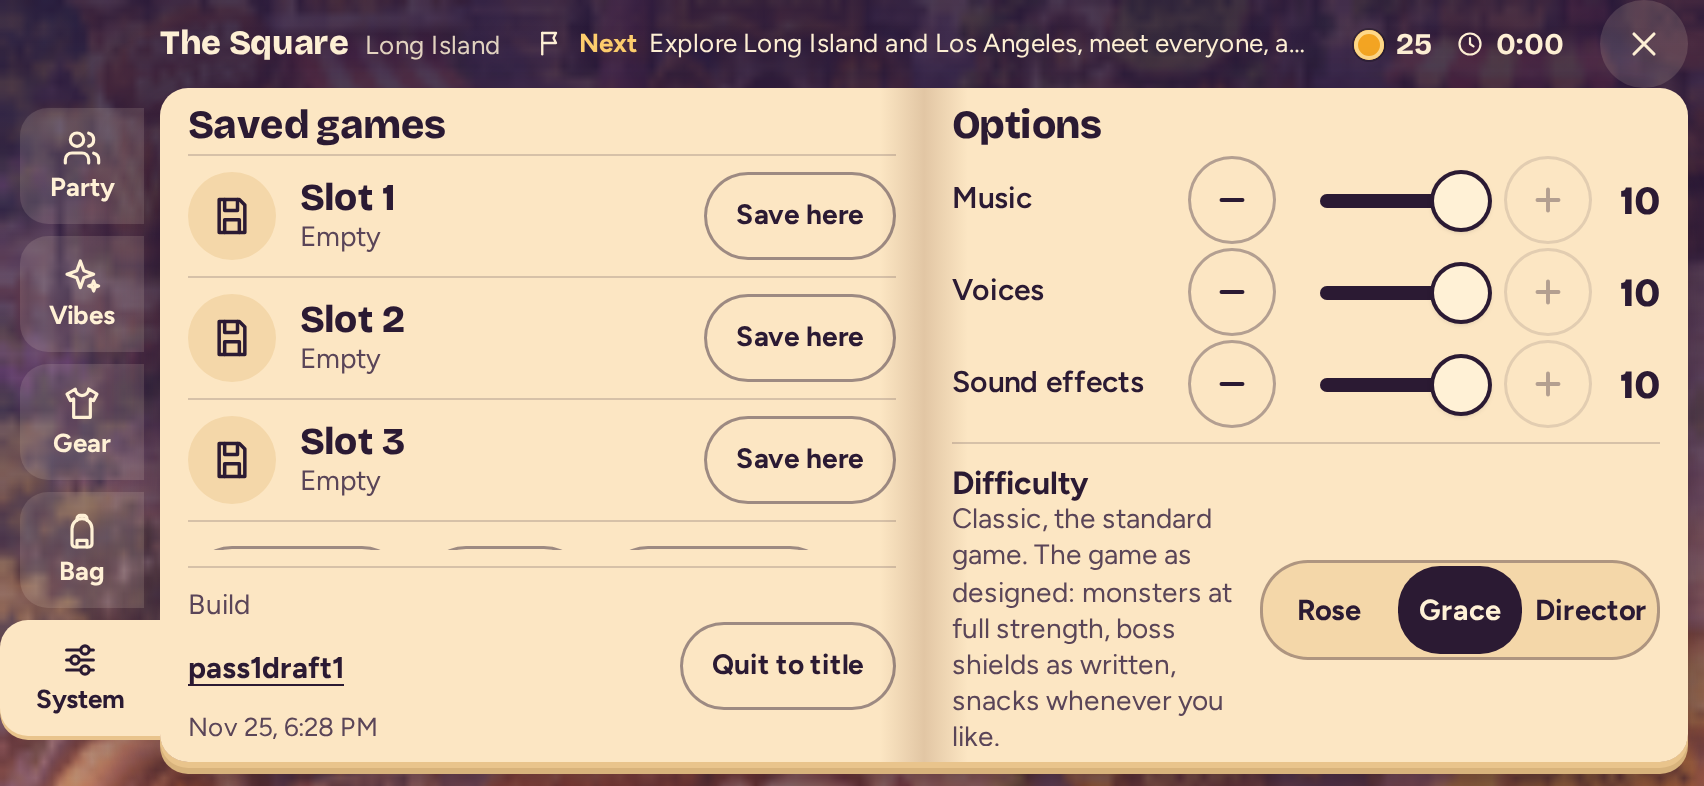 The Square Long Island Next Explore Long Island and Los Angeles, meet everyone, a... 25 0:00
Party
Vibes
Gear
Bag
System
Saved games
Slot 1
Empty
Save here
Slot 2
Empty
Save here
Slot 3
Empty
Save here
Build
pass1draft1
Nov 25, 6:28 PM
Quit to title
Options
Music 10
Voices 10
Sound effects 10
Difficulty
Classic, the standard
game. The game as
designed: monsters at
full strength, boss
shields as written,
snacks whenever you
like.
Rose Grace Director